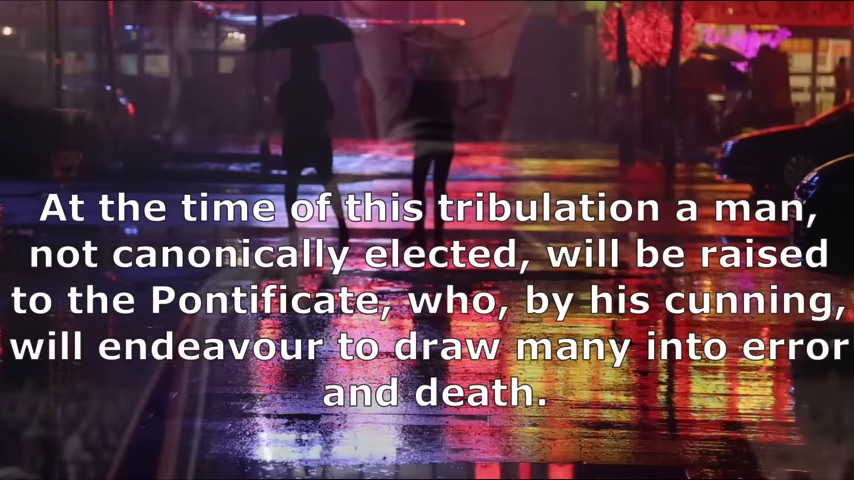 At the time of this tribulation a man,
not canonically elected, will be raised
to the Pontificate, who, by his cunning,
will endeavour to draw many into error
and death.